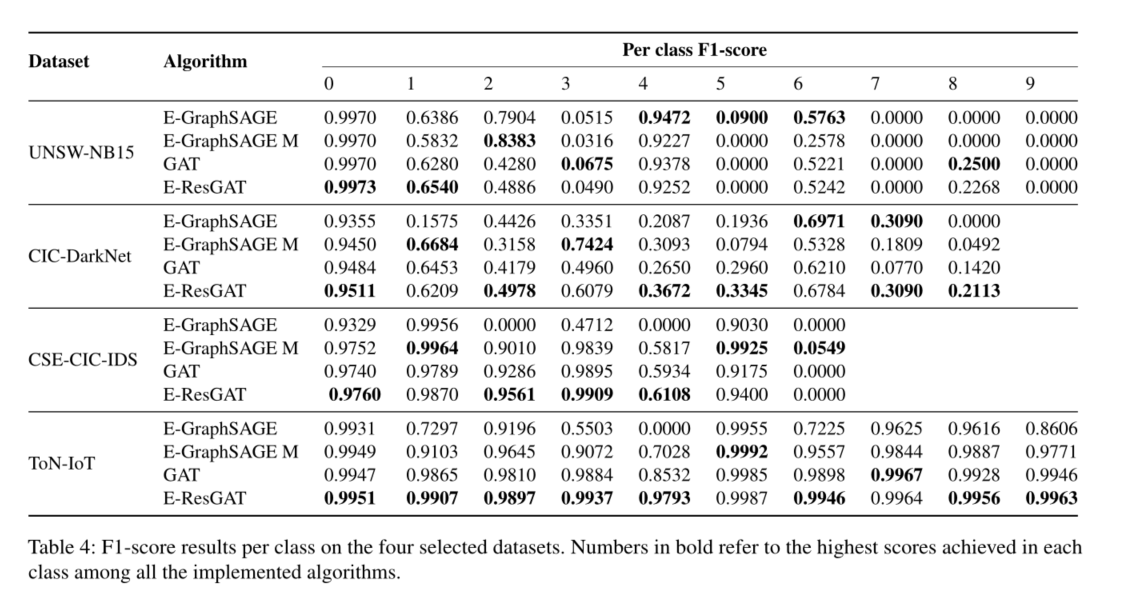 Dataset Algorithm Per class F1-score
0 1 2 3 4 5 6 7 8 9
UNSW-NB15
E-GraphSAGE 0.9970 0.6386 0.7904 0.0515 0.9472 0.0900 0.5763 0.0000 0.0000 0.0000
E-GraphSAGE M 0.9970 0.5832 0.8383 0.0316 0.9227 0.0000 0.2578 0.0000 0.0000 0.0000
GAT 0.9970 0.6280 0.4280 0.0675 0.9378 0.0000 0.5221 0.0000 0.2500 0.0000
E-ResGAT 0.9973 0.6540 0.4886 0.0490 0.9252 0.0000 0.5242 0.0000 0.2268 0.0000
CIC-DarkNet
E-GraphSAGE 0.9355 0.1575 0.4426 0.3351 0.2087 0.1936 0.6971 0.3090 0.0000
E-GraphSAGE M 0.9450 0.6684 0.3158 0.7424 0.3093 0.0794 0.5328 0.1809 0.0492
GAT 0.9484 0.6453 0.4179 0.4960 0.2650 0.2960 0.6210 0.0770 0.1420
E-ResGAT 0.9511 0.6209 0.4978 0.6079 0.3672 0.3345 0.6784 0.3090 0.2113
CSE-CIC-IDS
E-GraphSAGE 0.9329 0.9956 0.0000 0.4712 0.0000 0.9030 0.0000
E-GraphSAGE M 0.9752 0.9964 0.9010 0.9839 0.5817 0.9925 0.0549
GAT 0.9740 0.9789 0.9286 0.9895 0.5934 0.9175 0.0000
E-ResGAT 0.9760 0.9870 0.9561 0.9909 0.6108 0.9400 0.0000
ToN-IoT
E-GraphSAGE 0.9931 0.7297 0.9196 0.5503 0.0000 0.9955 0.7225 0.9625 0.9616 0.8606
E-GraphSAGE M 0.9949 0.9103 0.9645 0.9072 0.7028 0.9992 0.9557 0.9844 0.9887 0.9771
GAT 0.9947 0.9865 0.9810 0.9884 0.8532 0.9985 0.9898 0.9967 0.9928 0.9946
E-ResGAT 0.9951 0.9907 0.9897 0.9937 0.9793 0.9987 0.9946 0.9964 0.9956 0.9963
Table 4: F1-score results per class on the four selected datasets. Numbers in bold refer to the highest scores achieved in each
class among all the implemented algorithms.